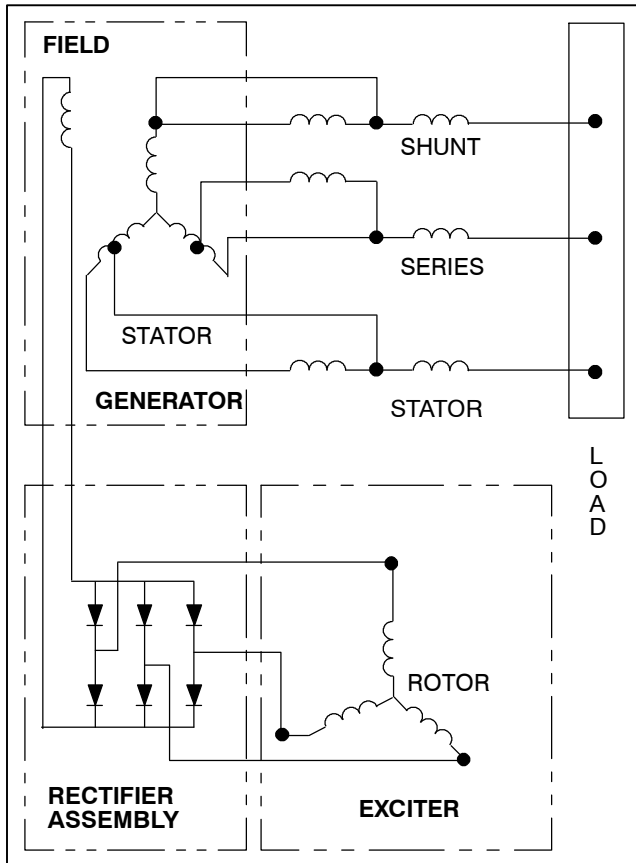 FIELD
SHUNT
SERIES
STATOR
GENERATOR
STATOR
L
O
A
D
ROTOR
RECTIFIER
ASSEMBLY
EXCITER